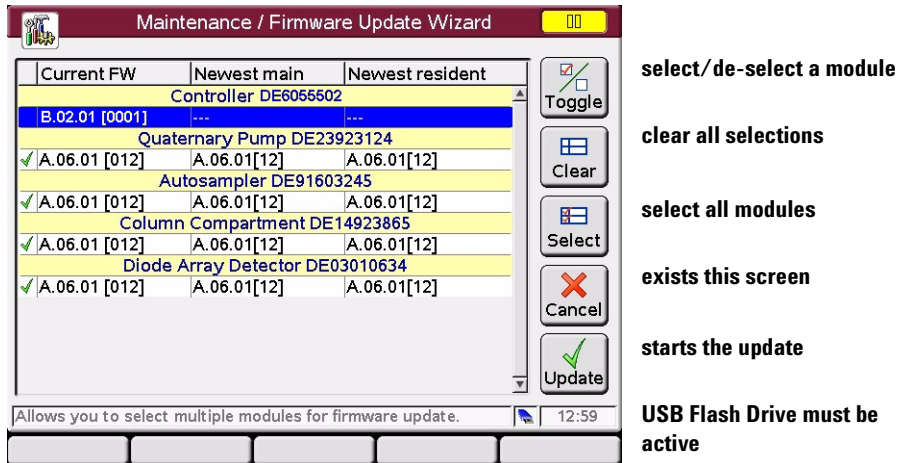 Maintenance / Firmware Update Wizard
Current FW Newest main Newest resident
Controller DE6055502
B.02.01 [0001] --- ---
Quaternary Pump DE23923124
A.06.01 [012] A.06.01[12] A.06.01[12]
Autosampler DE91603245
A.06.01 [012] A.06.01[12] A.06.01[12]
Column Compartment DE14923865
A.06.01 [012] A.06.01[12] A.06.01[12]
Diode Array Detector DE03010634
A.06.01 [012] A.06.01[12] A.06.01[12]
Toggle
Clear
Select
Cancel
Update
Allows you to select multiple modules for firmware update. 12:59
select/de-select a module
clear all selections
select all modules
exists this screen
starts the update
USB Flash Drive must be
active